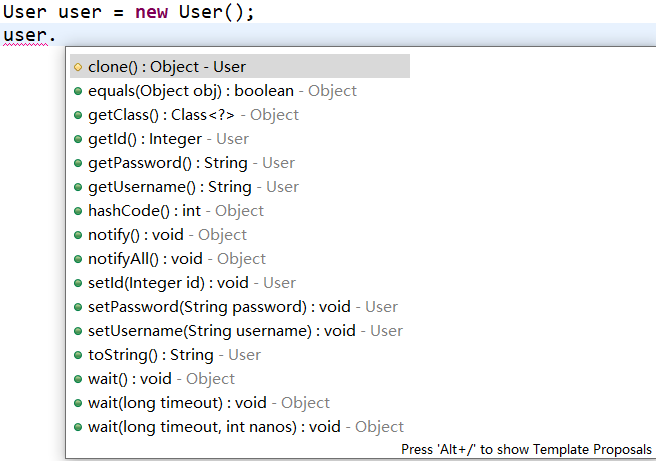 User user = new User();
user.
clone() : Object - User
equals(Object obj) : boolean - Object
getClass() : Class<?> - Object
getId() : Integer - User
getPassword() : String - User
getUsername() : String - User
hashCode() : int - Object
notify() : void - Object
notifyAll() : void - Object
setId(Integer id) : void - User
setPassword(String password) : void - User
setUsername(String username) : void - User
toString() : String - User
wait() : void - Object
wait(long timeout) : void - Object
wait(long timeout, int nanos) : void - Object
Press 'Alt+/' to show Template Proposals